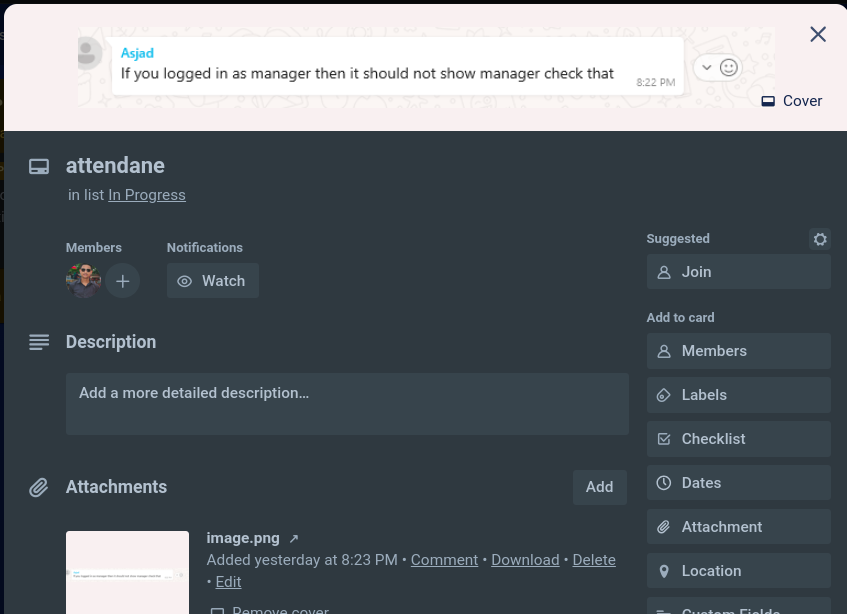 Asjad
If you logged in as manager then it should not show manager check that
8:22 PM
Cover
attendane
in list In Progress
Members
Notifications
Watch
Description
Add a more detailed description…
Attachments
Add
image.png ↗
Added yesterday at 8:23 PM • Comment • Download • Delete
• Edit
Remove cover
Suggested
Join
Add to card
Members
Labels
Checklist
Dates
Attachment
Location
Custom Fields